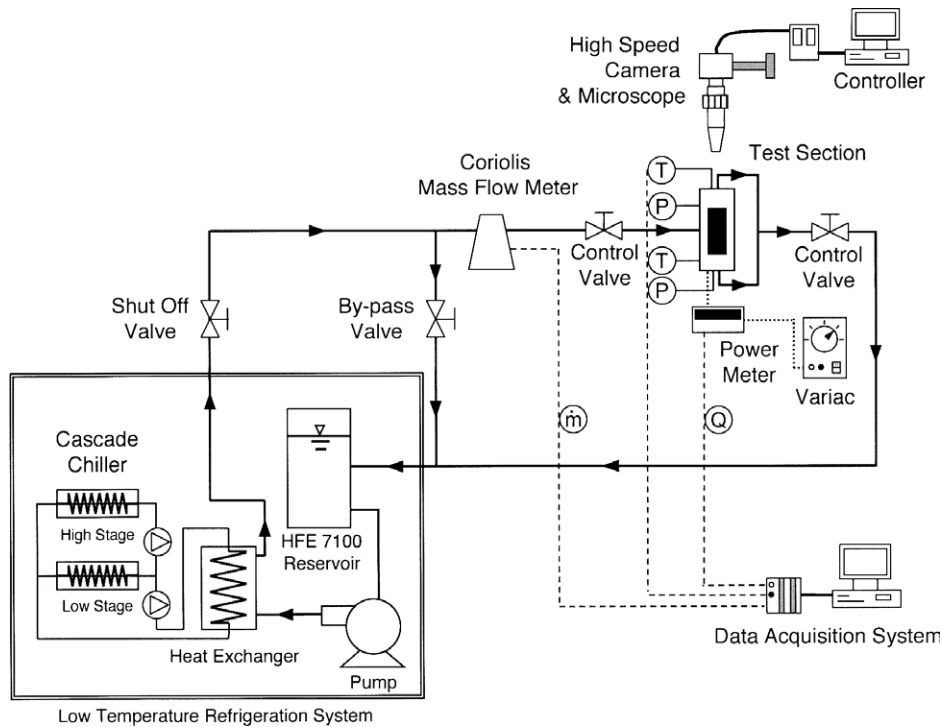 High Speed
Camera
& Microscope
Controller
Coriolis
Mass Flow Meter
Test Section
T
P
T
P
Control
Valve
Control
Valve
Shut Off
Valve
By-pass
Valve
Power
Meter
Variac
ṁ
Q
Cascade
Chiller
High Stage
Low Stage
HFE 7100
Reservoir
Heat Exchanger
Pump
Data Acquisition System
Low Temperature Refrigeration System